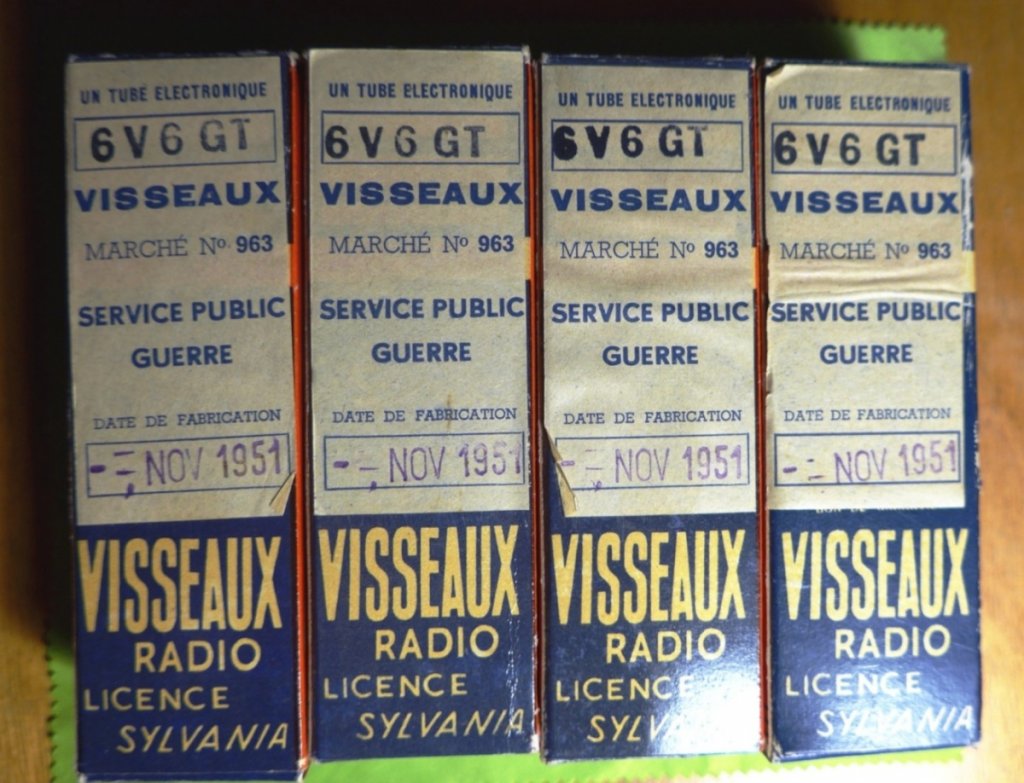 UN TUBE ELECTRONIQUE
6V6 GT
VISSEAUX
MARCHÉ No. 963
SERVICE PUBLIC
GUERRE
DATE DE FABRICATION
-- NOV 1951
VISSEAUX
RADIO
LICENCE
SYLVANIA
UN TUBE ELECTRONIQUE
6V6 GT
VISSEAUX
MARCHÉ No 963
SERVICE PUBLIC
GUERRE
DATE DE FABRICATION
-- NOV 1951
VISSEAUX
RADIO
LICENCE
SYLVANIA
UN TUBE ELECTRONIQUE
6V6 GT
VISSEAUX
MARCHÉ No 963
SERVICE PUBLIC
GUERRE
DATE DE FABRICATION
-- NOV 1951
VISSEAUX
RADIO
LICENCE
UN TUBE ELECTRONIQUE
6V6 GT
VISSEAUX
MARCHÉ No 963
SERVICE PUBLIC
GUERRE
DATE DE FABRICATION
-- NOV 1951
VISSEAUX
RADIO
LICENCE
SYLVANIA